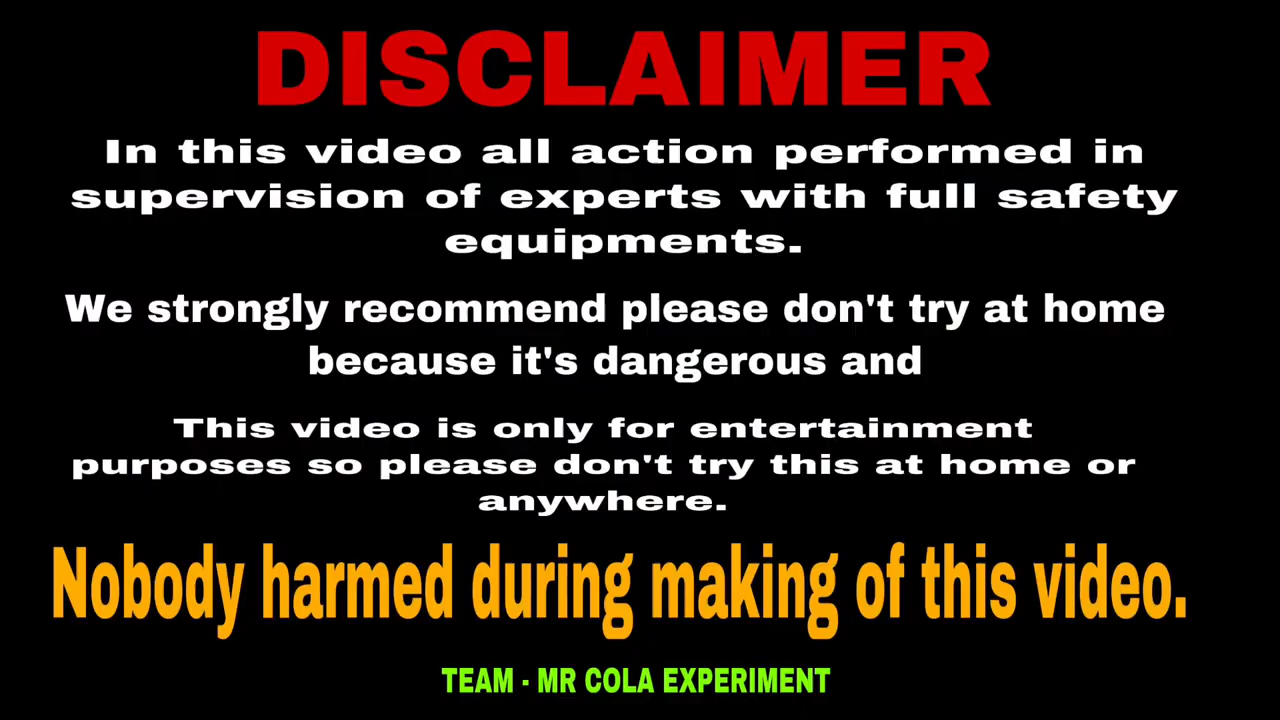 DISCLAIMER
In this video all action performed in
supervision of experts with full safety
equipments.
We strongly recommend please don't try at home
because it's dangerous and
This video is only for entertainment
purposes so please don't try this at home or
anywhere.
Nobody harmed during making of this video.
TEAM - MR COLA EXPERIMENT